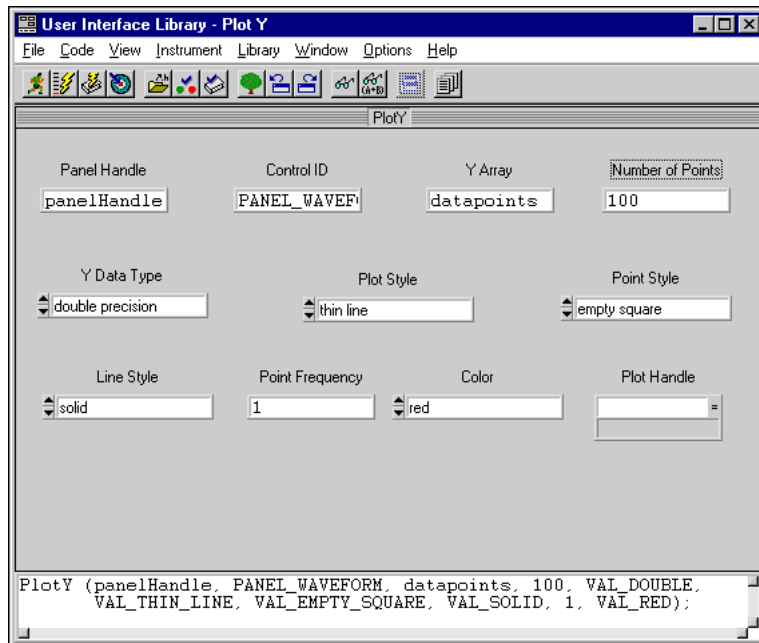 User Interface Library - Plot Y
File Code View Instrument Library Window Options Help
PlotY
Panel Handle Control ID Y Array Number of Points
panelHandle PANEL_WAVEF datapoints 100
Y Data Type Plot Style Point Style
double precision thin line empty square
Line Style Point Frequency Color Plot Handle
solid 1 red =
PlotY (panelHandle, PANEL_WAVEFORM, datapoints, 100, VAL_DOUBLE,
VAL_THIN_LINE, VAL_EMPTY_SQUARE, VAL_SOLID, 1, VAL_RED);